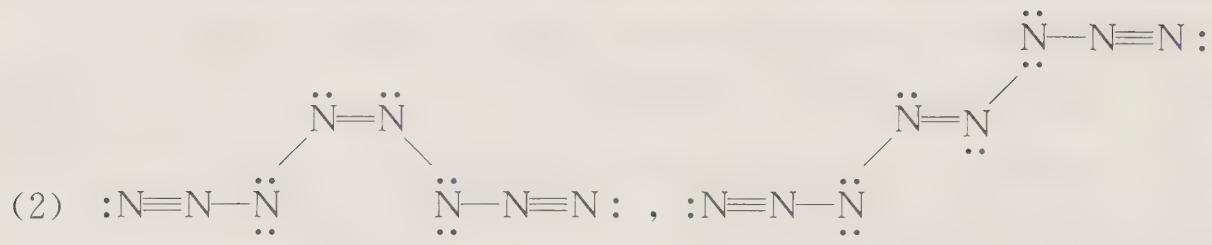 N̈—N≡N:
N̈=N̈ N̈=N
(2) :N≡N—N̈ N̈—N≡N: , :N≡N—N̈